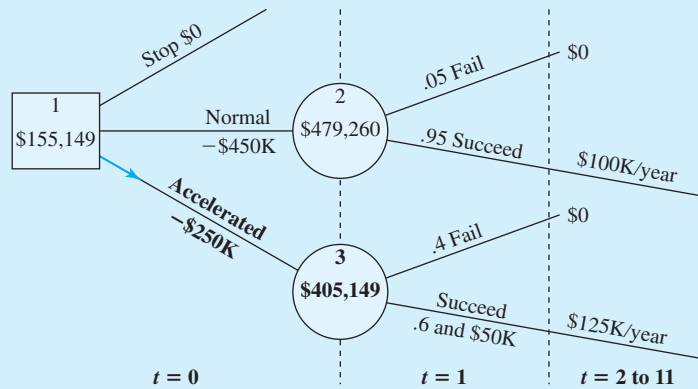 Stop $0
1
$155,149
Normal
−$450K
Accelerated
−$250K
2
$479,260
.05 Fail
$0
.95 Succeed
$100K/year
3
$405,149
.4 Fail
$0
Succeed
.6 and $50K
$125K/year
t = 0
t = 1
t = 2 to 11